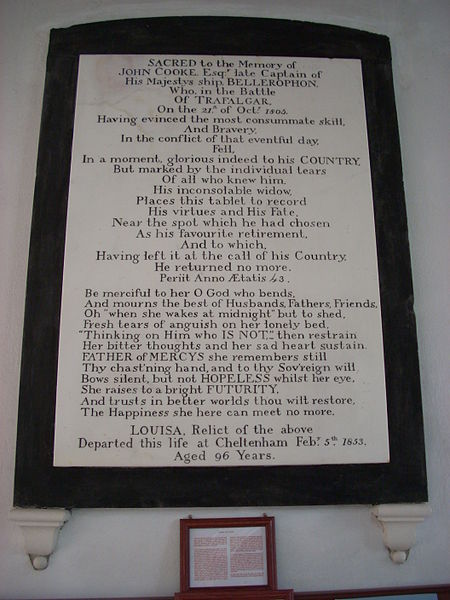 SACRED to the Memory of
JOHN COOKE, Esqr. late Captain of
His Majestys ship BELLEROPHON,
Who, in the Battle
Of TRAFALGAR,
On the 21st of Octr. 1805.
Having evinced the most consummate skill,
And Bravery,
In the conflict of that eventful day,
Fell,
In a moment, glorious indeed to his COUNTRY,
But marked by the individual tears
Of all who knew him.
His inconsolable widow,
Places this tablet to record
His virtues and His Fate,
Near the spot which he had chosen
As his favourite retirement,
And to which,
Having left it at the call of his Country,
He returned no more.
Periit Anno Ætatis 43.
Be merciful to her O God who bends,
And mourns the best of Husbands, Fathers, Friends,
Oh "when she wakes at midnight" but to shed,
Fresh tears of anguish on her lonely bed,
"Thinking on Him who IS NOT," then restrain
Her bitter thoughts and her sad heart sustain.
FATHER of MERCYS she remembers still
Thy chast'ning hand, and to thy Sov'reign will
Bows silent, but not HOPELESS whilst her eye,
She raises to a bright FUTURITY,
And trusts in better worlds thou wilt restore,
The Happiness she here can meet no more.
LOUISA, Relict of the above
Departed this life at Cheltenham Feby. 5th. 1853.
Aged 96 Years.